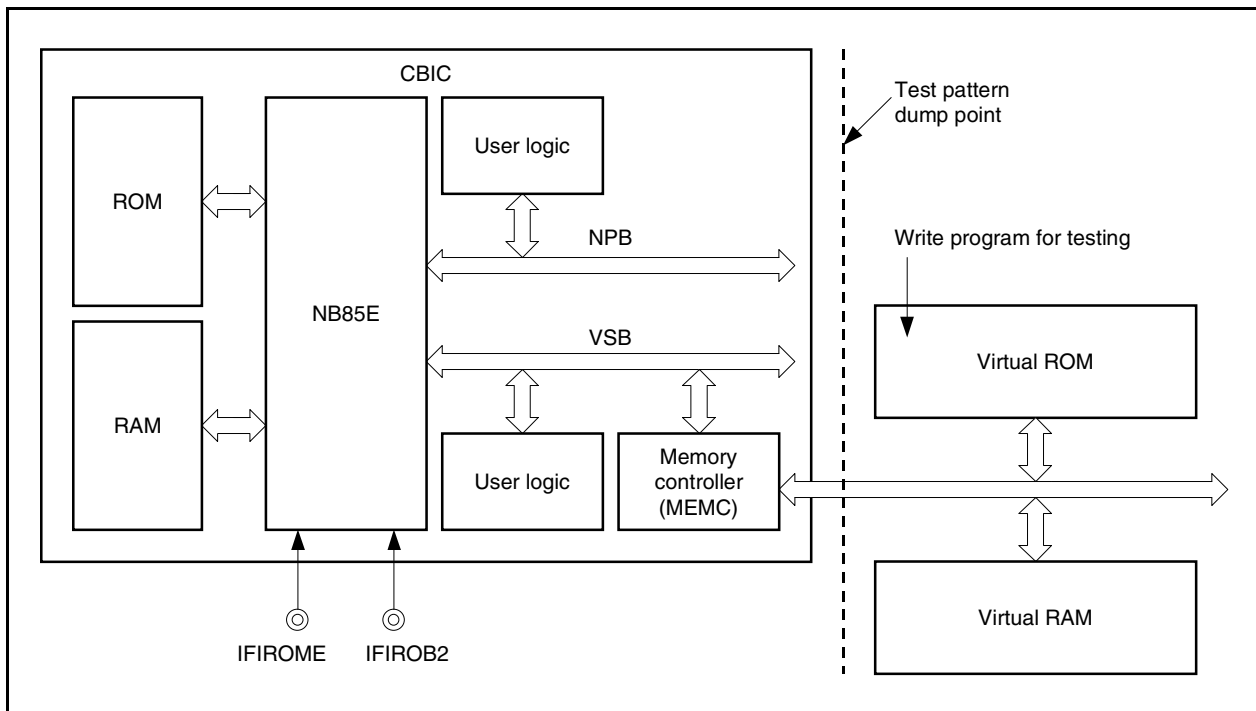 CBIC
ROM
RAM
NB85E
User logic
NPB
VSB
User logic
Memory
controller
(MEMC)
IFIROME
IFIROB2
Test pattern
dump point
Write program for testing
Virtual ROM
Virtual RAM